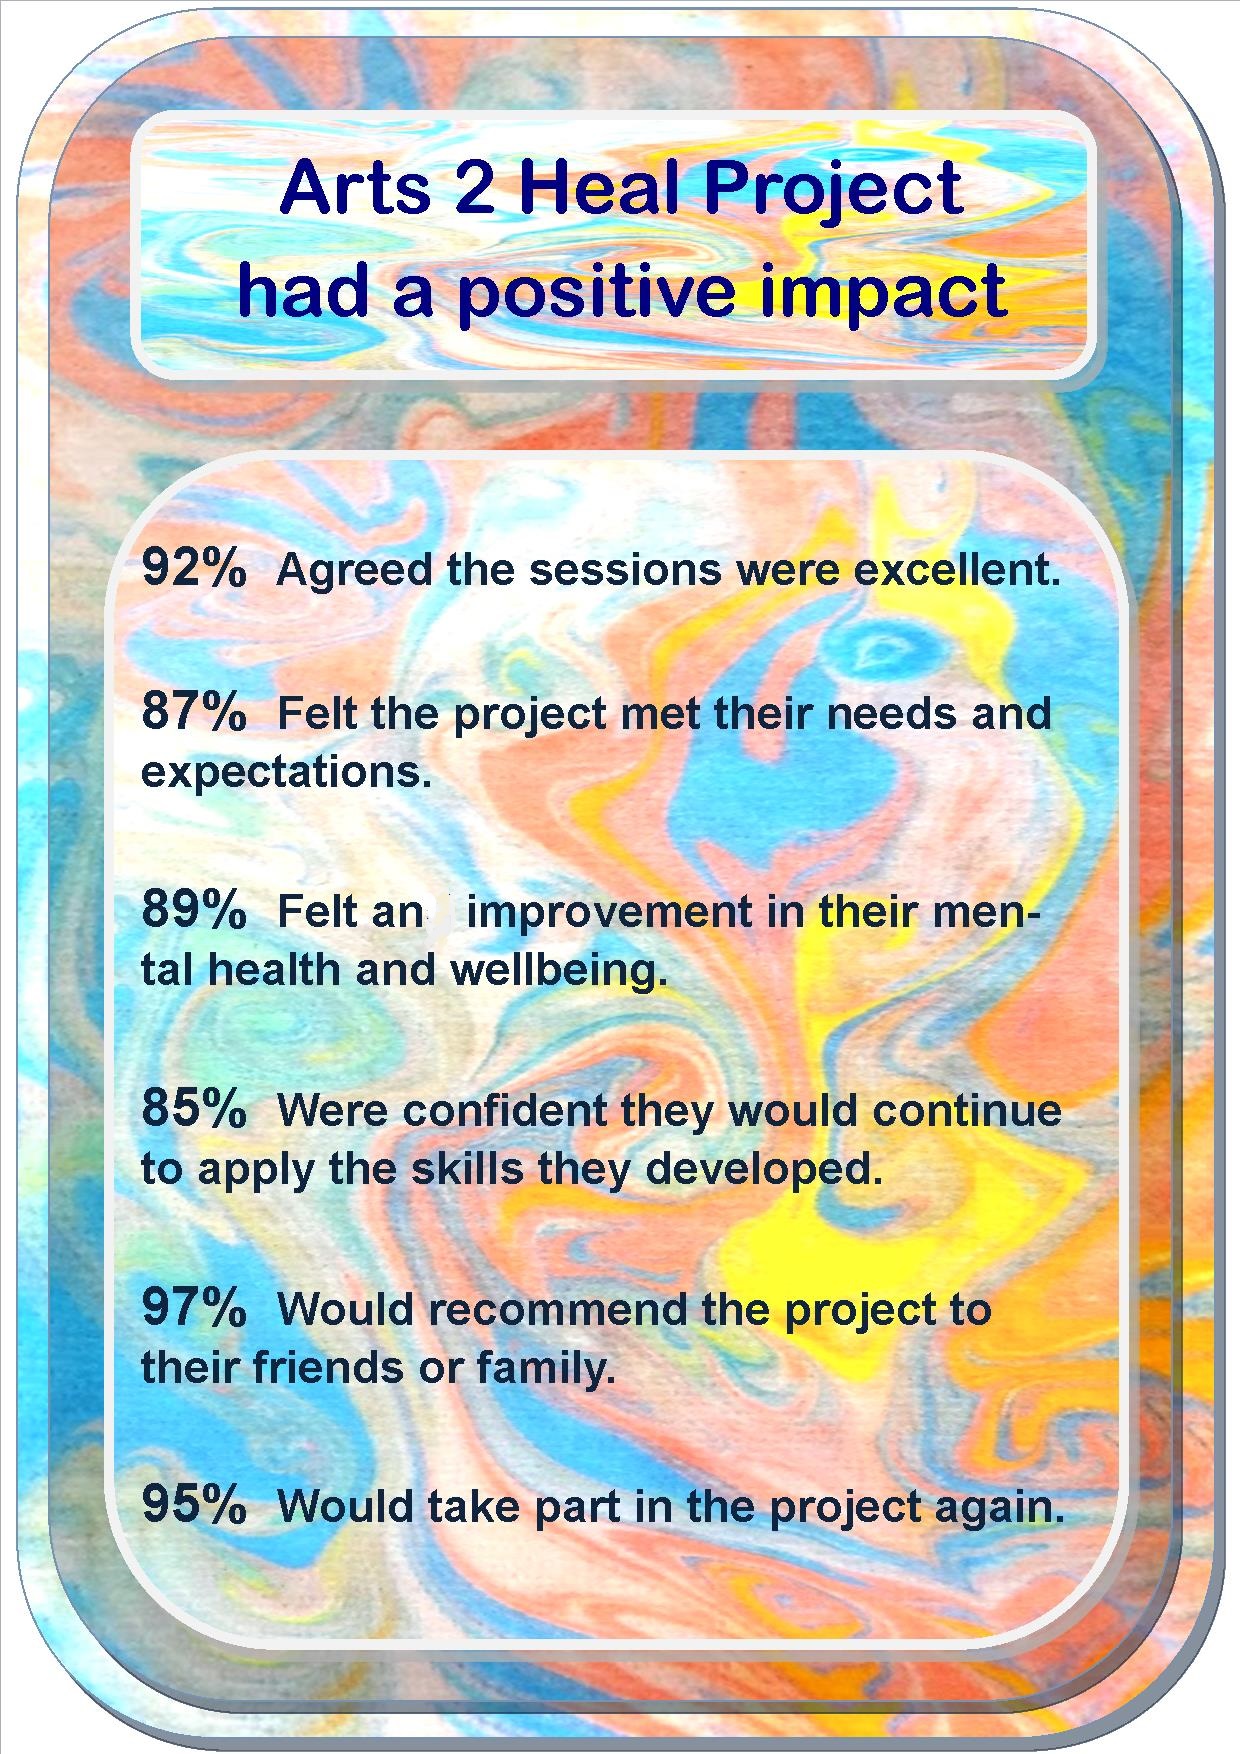 Arts 2 Heal Project
had a positive impact
92% Agreed the sessions were excellent.
87% Felt the project met their needs and
expectations.
89% Felt an improvement in their men-
tal health and wellbeing.
85% Were confident they would continue
to apply the skills they developed.
97% Would recommend the project to
their friends or family.
95% Would take part in the project again.